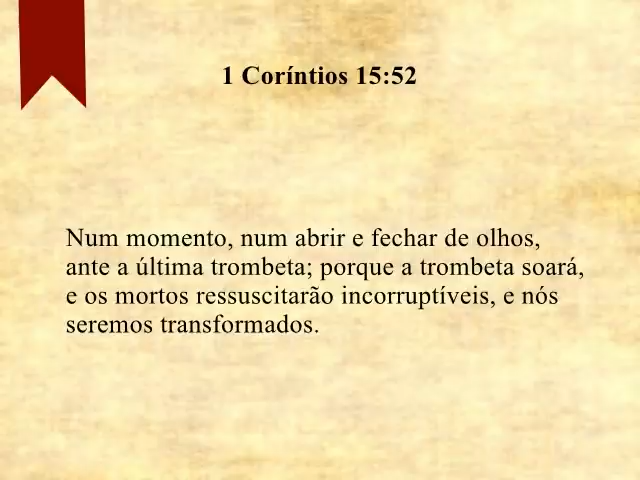 1 Coríntios 15:52
Num momento, num abrir e fechar de olhos,
ante a última trombeta; porque a trombeta soará,
e os mortos ressuscitarão incorruptíveis, e nós
seremos transformados.